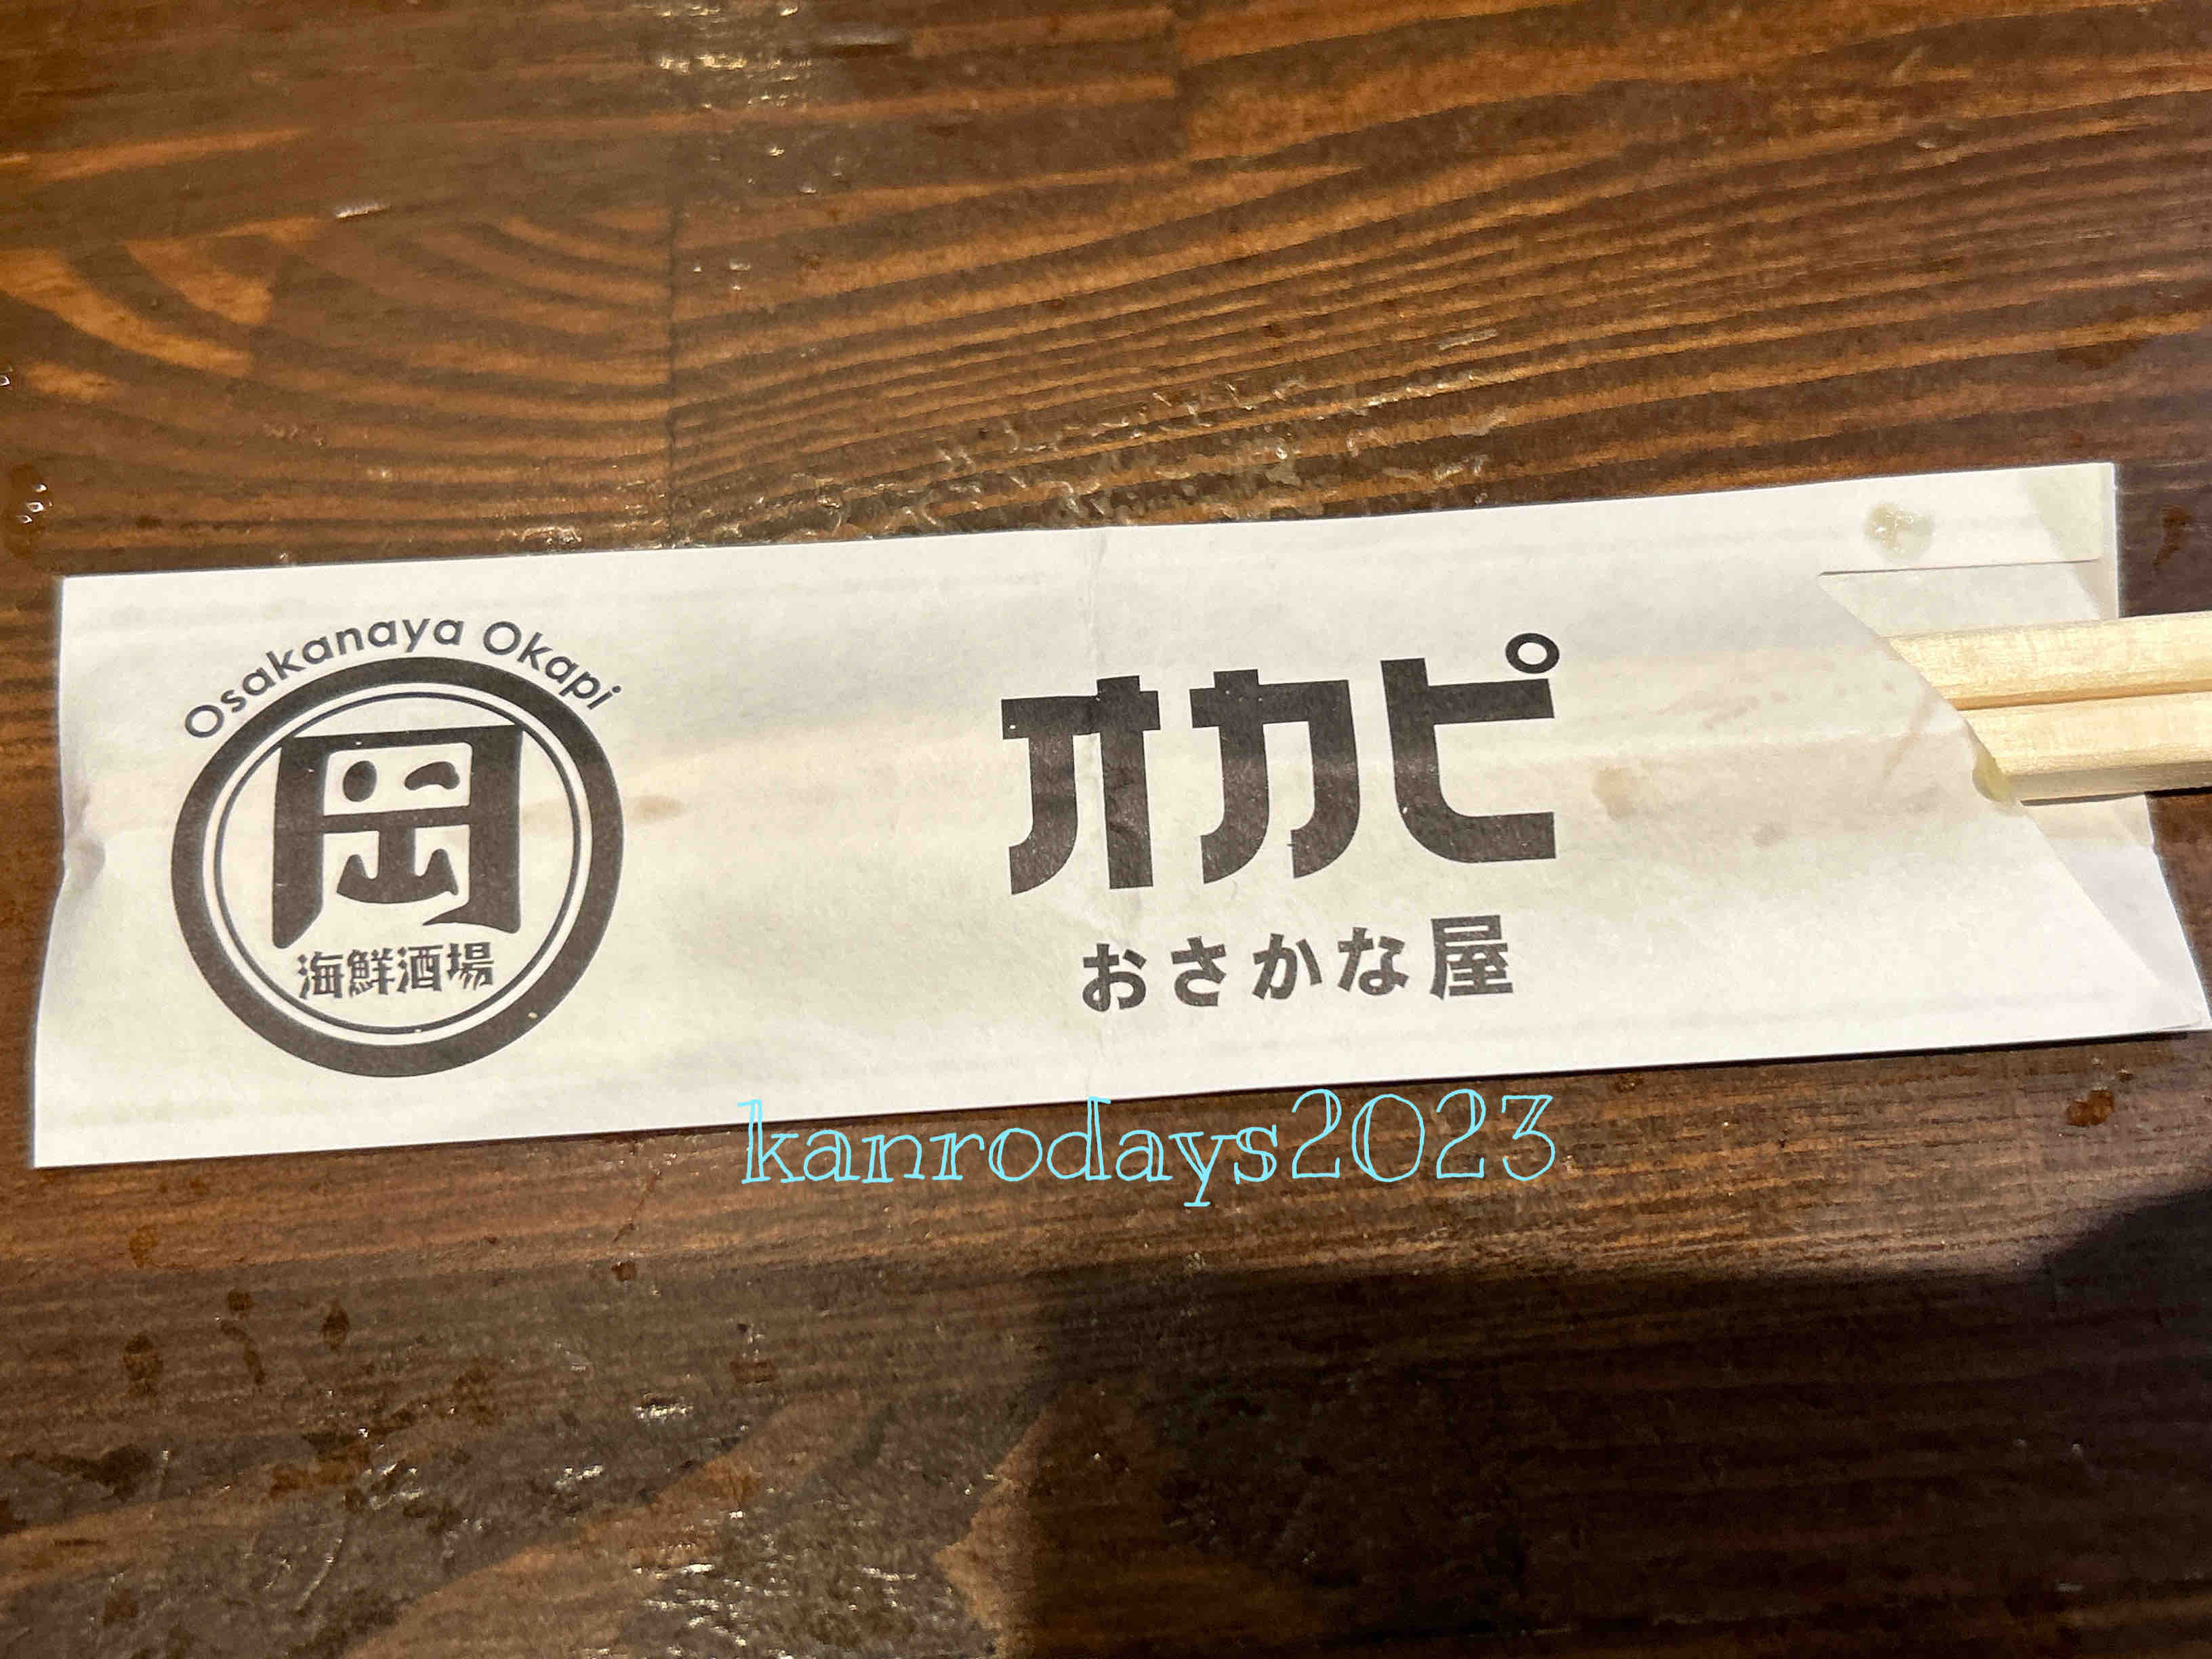 Osakanaya Okapi
岡
海鮮酒場
オカピ
おさかな屋
kanrodays2023